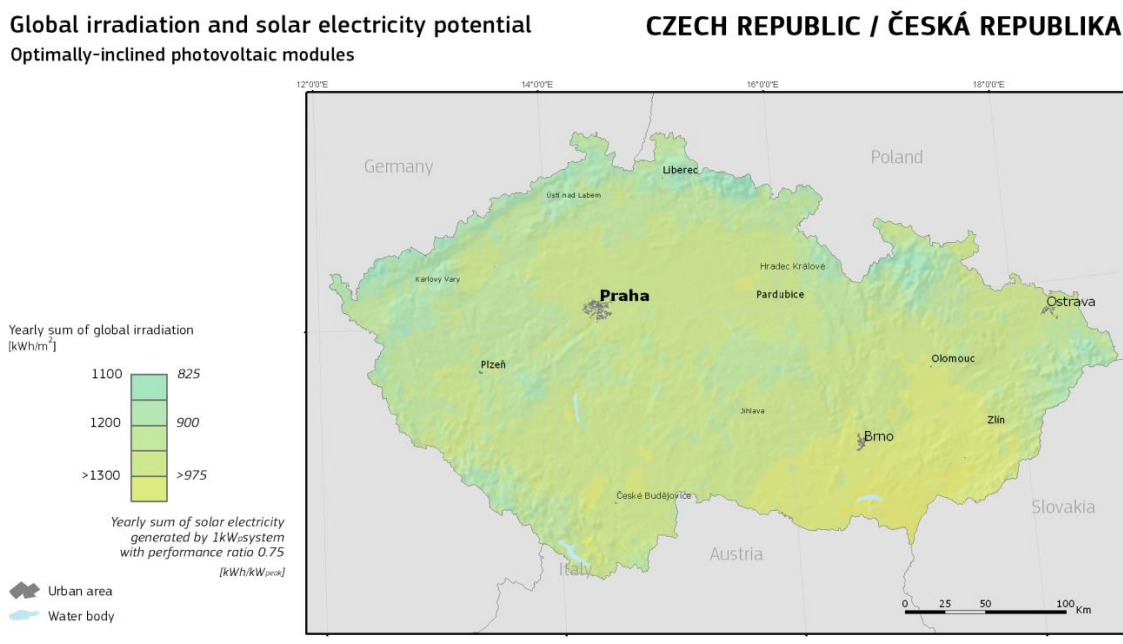 Global irradiation and solar electricity potential
Optimally-inclined photovoltaic modules
CZECH REPUBLIC / ČESKÁ REPUBLIKA
12°0'0"E
14°0'0"E
16°0'0"E
18°0'0"E
Germany
Poland
Liberec
Ústí nad Labem
Karlovy Vary
Hradec Králové
Praha
Pardubice
Ostrava
Plzeň
Olomouc
Jihlava
Zlín
Brno
České Budějovice
Slovakia
Austria
Italy
Yearly sum of global irradiation
[kWh/m²]
1100 825
1200 900
>1300 >975
Yearly sum of solar electricity
generated by 1kWp system
with performance ratio 0.75
[kWh/kWpeak]
Urban area
Water body
0 25 50 100
Km